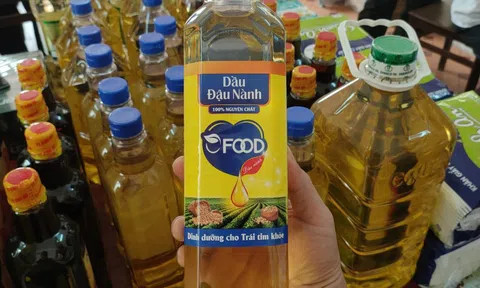 Dầu
Đậu Nành
100% NGUYÊN CHẤT
FOOD
Dinh dưỡng cho Trái tim khỏe